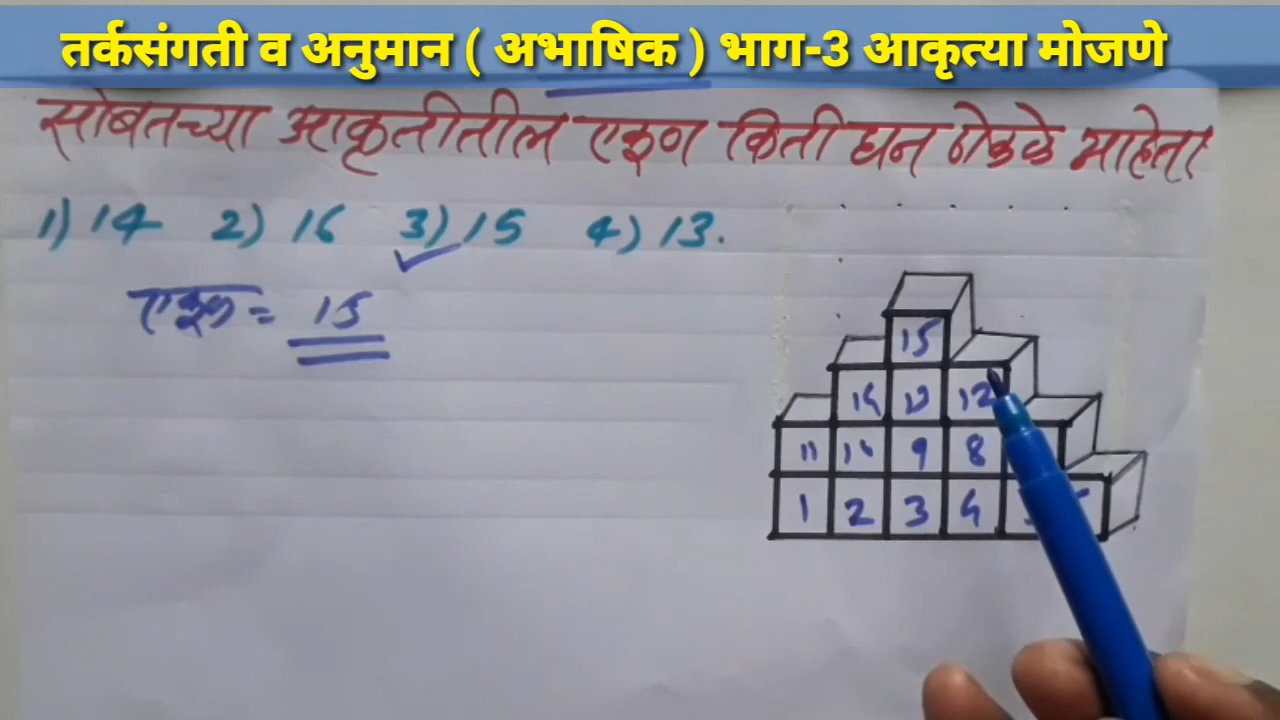 तर्कसंगती व अनुमान ( अभाषिक ) भाग-3 आकृत्या मोजणे
सोबतच्या आकृतीतील एकूण किती घन ठोकळे आहेत
1) 14 2) 16 3) 15 4) 13.
एकूण = 15
15
14 13 12
11 10 9 8
1 2 3 4